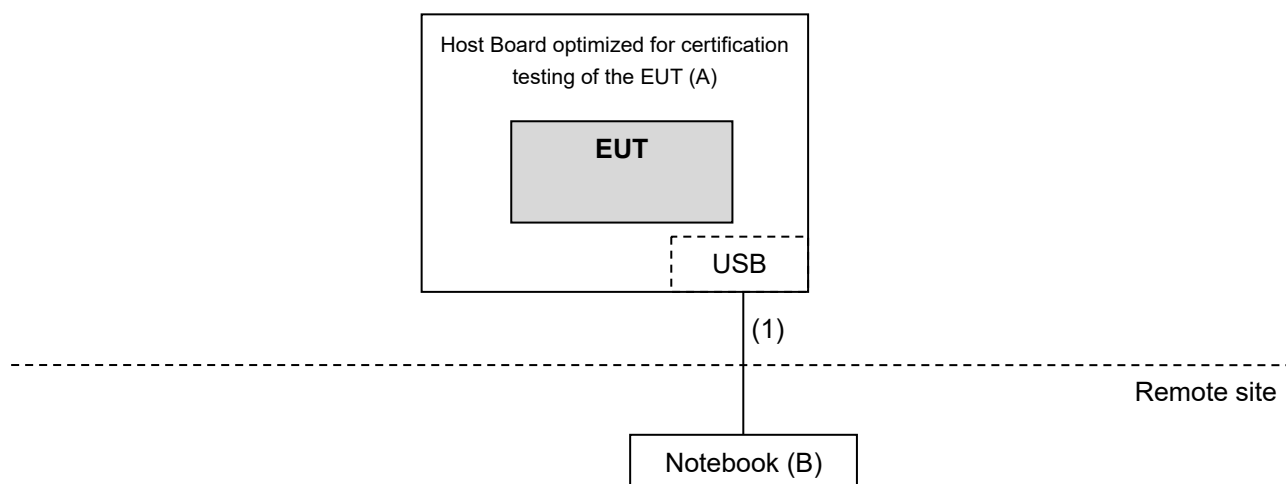 Host Board optimized for certification
testing of the EUT (A)
EUT
USB
(1)
Remote site
Notebook (B)